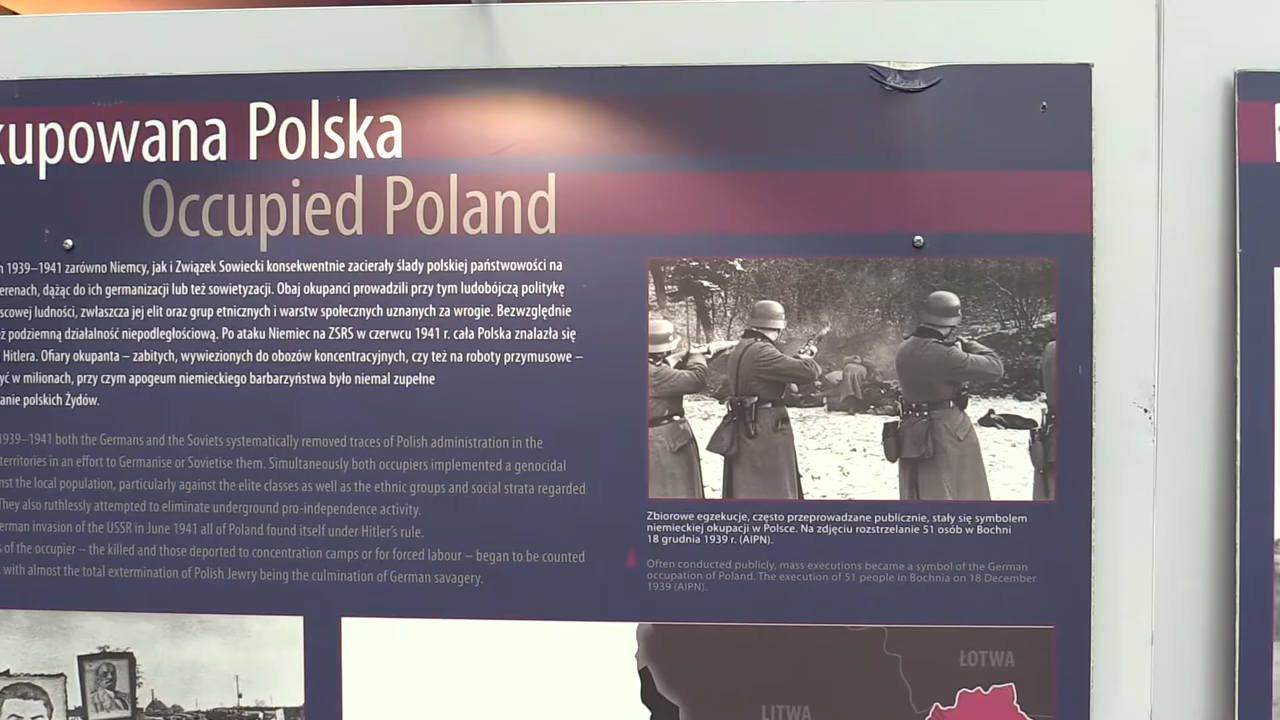 kupowana Polska
Occupied Poland
1939–1941 zarówno Niemcy, jak i Związek Sowiecki konsekwentnie zacierały ślady polskiej państwowości na
erenach, dążąc do ich germanizacji lub też sowietyzacji. Obaj okupanci prowadzili przy tym ludobójczą politykę
scowej ludności, zwłaszcza jej elit oraz grup etnicznych i warstw społecznych uznanych za wrogie. Bezwzględnie
ż podziemną działalność niepodległościową. Po ataku Niemiec na ZSRS w czerwcu 1941 r. cała Polska znalazła się
Hitlera. Ofiary okupanta – zabitych, wywiezionych do obozów koncentracyjnych, czy też na roboty przymusowe –
yć w milionach, przy czym apogeum niemieckiego barbarzyństwa było niemal zupełne
anie polskich Żydów.
1939–1941 both the Germans and the Soviets systematically removed traces of Polish administration in the
territories in an effort to Germanise or Sovietise them. Simultaneously both occupiers implemented a genocidal
nst the local population, particularly against the elite classes as well as the ethnic groups and social strata regarded
They also ruthlessly attempted to eliminate underground pro-independence activity.
erman invasion of the USSR in June 1941 all of Poland found itself under Hitler's rule.
s of the occupier – the killed and those deported to concentration camps or for forced labour – began to be counted
with almost the total extermination of Polish Jewry being the culmination of German savagery.
Zbiorowe egzekucje, często przeprowadzane publicznie, stały się symbolem
niemieckiej okupacji w Polsce. Na zdjęciu rozstrzelanie 51 osób w Bochni
18 grudnia 1939 r. (AIPN).
Often conducted publicly, mass executions became a symbol of the German
occupation of Poland. The execution of 51 people in Bochnia on 18 December
1939 (AIPN).
ŁOTWA
LITWA